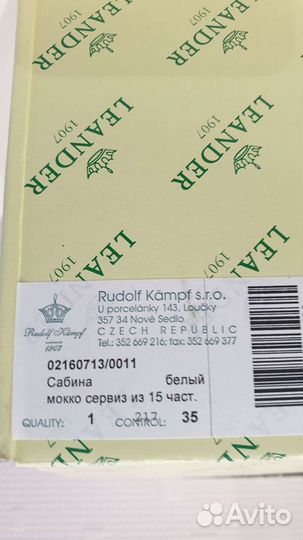 LEANDER
1907
LEANDER
1907
LEANDER
1907
LEANDER
1907
Rudolf Kämpf s.r.o.
U porcelánky 143, Loučky
357 34 Nové Sedlo
CZECH REPUBLIC
Tel.: 352 669 216; fax: 352 669 377
Rudolf Kämpf
1907
02160713/0011
Сабина белый
мокко сервиз из 15 част.
217
QUALITY: 1 CONTROL: 35
Avito